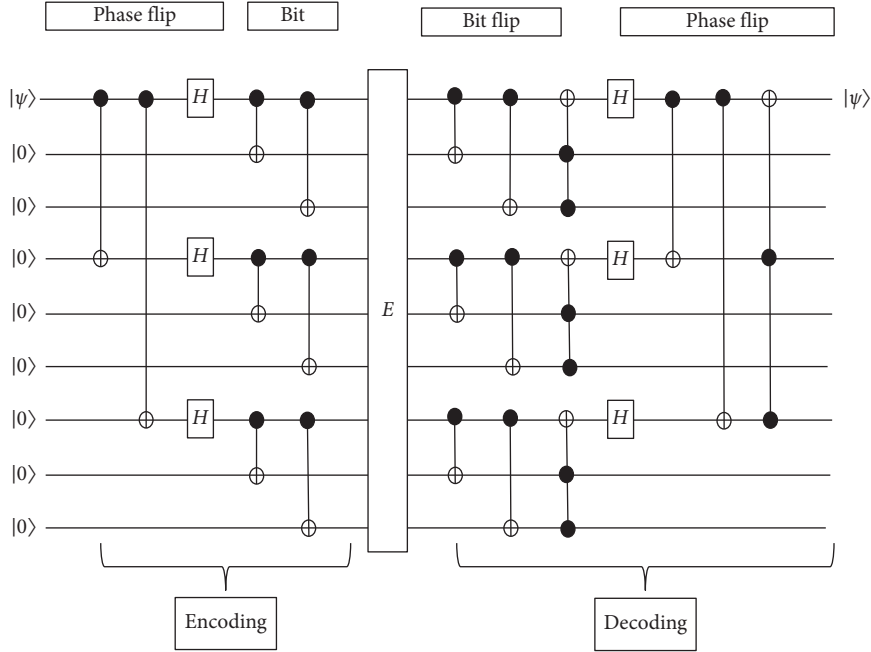 Phase flip Bit Bit flip Phase flip
|ψ⟩ H H |ψ⟩
|0⟩
|0⟩
|0⟩ H H
|0⟩ E
|0⟩
|0⟩ H H
|0⟩
|0⟩
Encoding Decoding